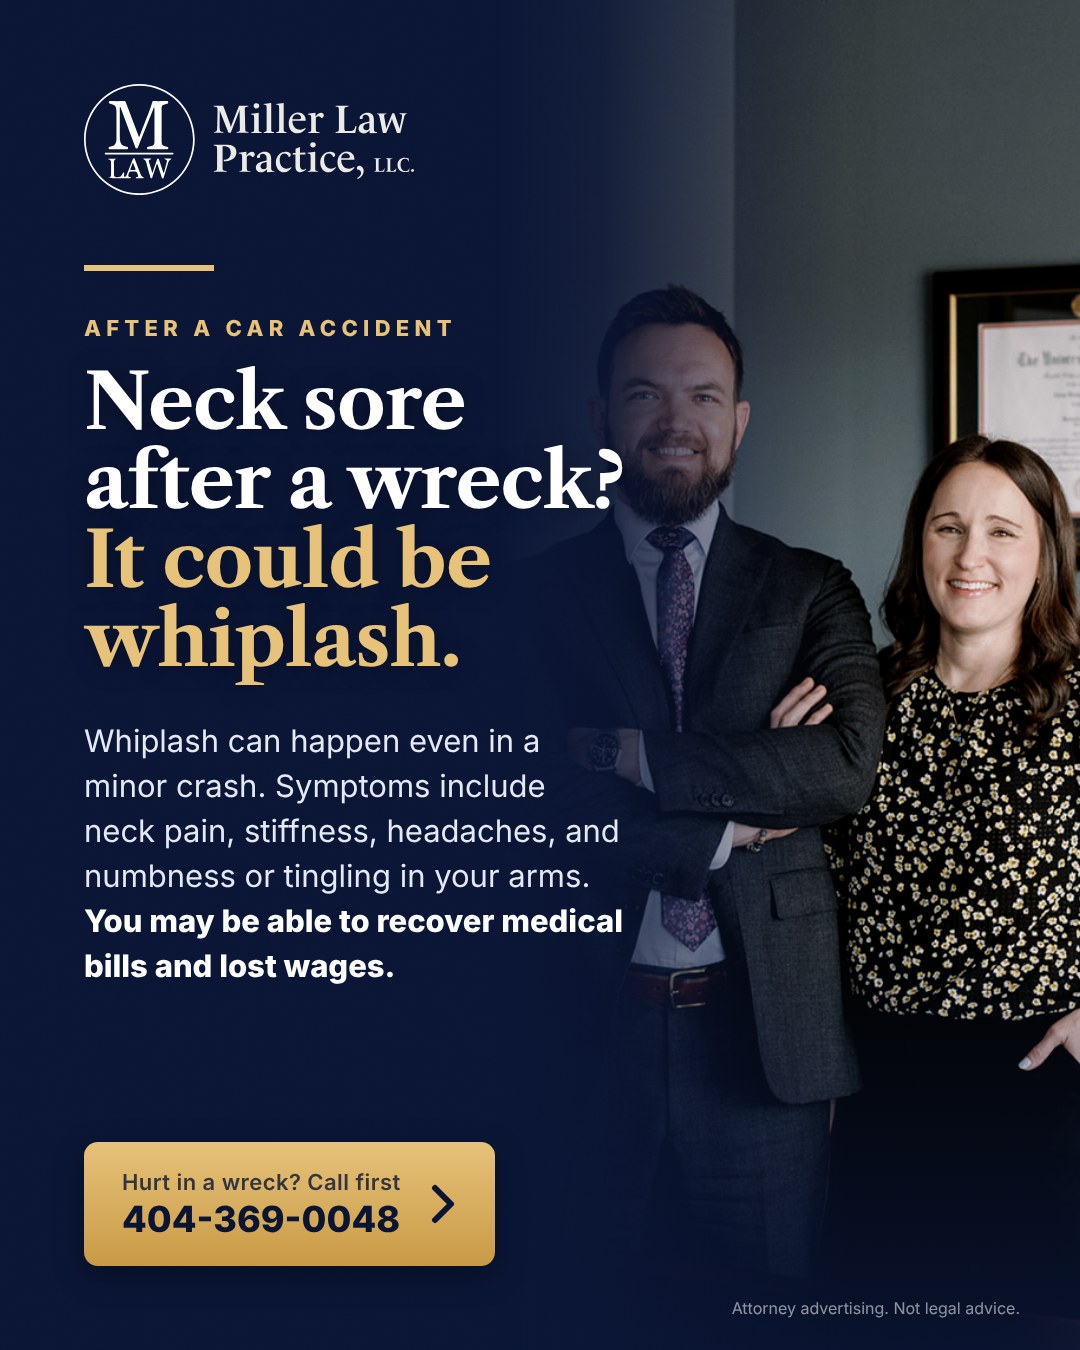 M
LAW
Miller Law
Practice, LLC.
AFTER A CAR ACCIDENT
Neck sore
after a wreck?
It could be
whiplash.
Whiplash can happen even in a
minor crash. Symptoms include
neck pain, stiffness, headaches, and
numbness or tingling in your arms.
You may be able to recover medical
bills and lost wages.
Hurt in a wreck? Call first
404-369-0048
Attorney advertising. Not legal advice.